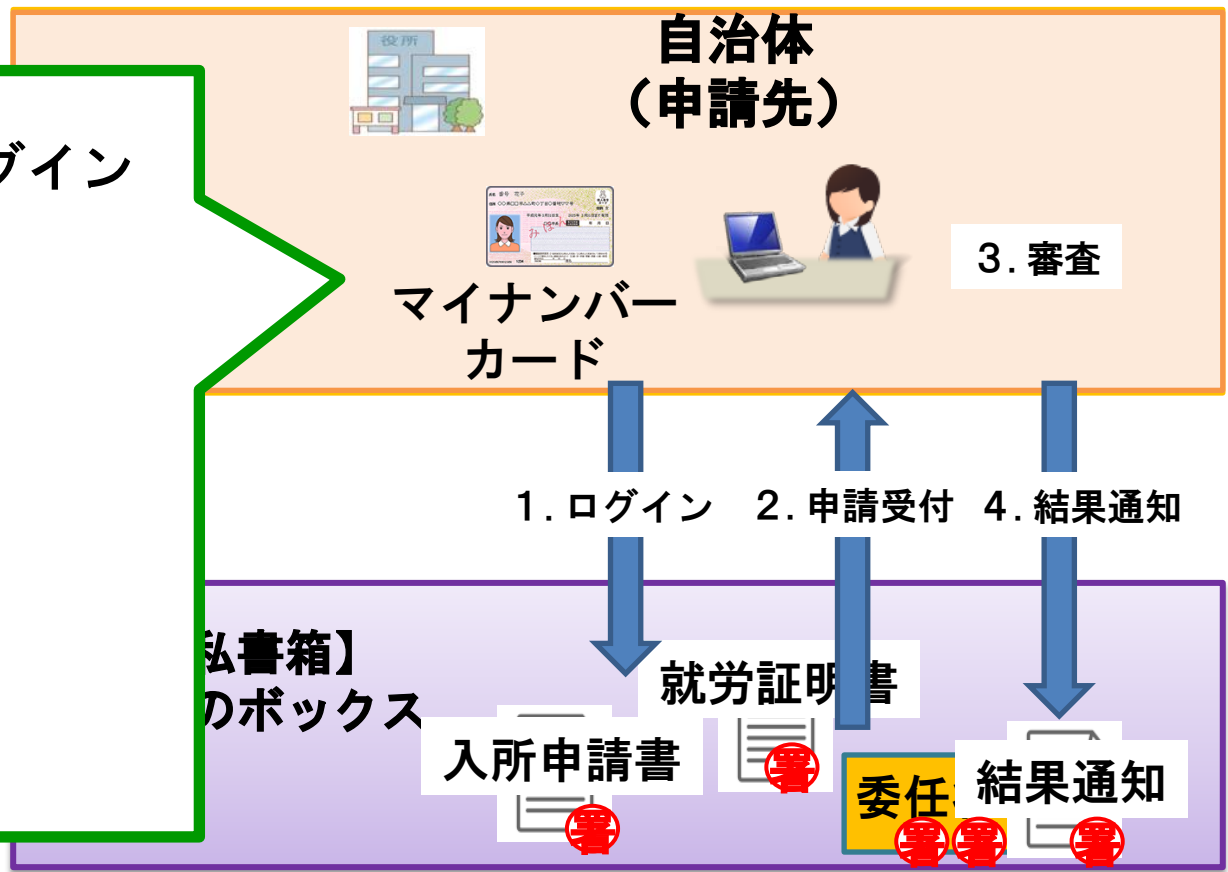 役所
自治体
（申請先）
グイン
みほん
3．審査
マイナンバー
カード
1．ログイン
2．申請受付
4．結果通知
私書箱】
のボックス
就労証明書
入所申請書
委任
結果通知
署
署
署
署
署